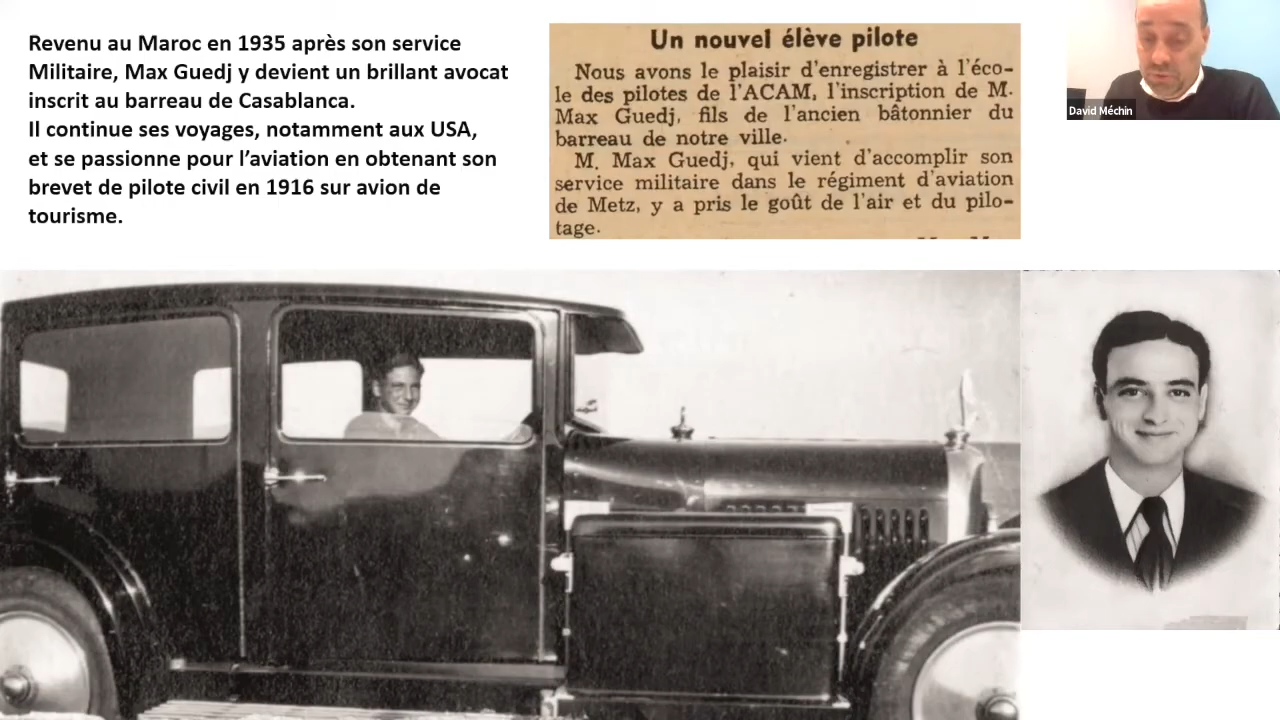 Revenu au Maroc en 1935 après son service
Militaire, Max Guedj y devient un brillant avocat
inscrit au barreau de Casablanca.
Il continue ses voyages, notamment aux USA,
et se passionne pour l'aviation en obtenant son
brevet de pilote civil en 1916 sur avion de
tourisme.
Un nouvel élève pilote
Nous avons le plaisir d'enregistrer à l'éco-
le des pilotes de l'ACAM, l'inscription de M.
Max Guedj, fils de l'ancien bâtonnier du
barreau de notre ville.
M. Max Guedj, qui vient d'accomplir son
service militaire dans le régiment d'aviation
de Metz, y a pris le goût de l'air et du pilo-
tage.
David Méchin